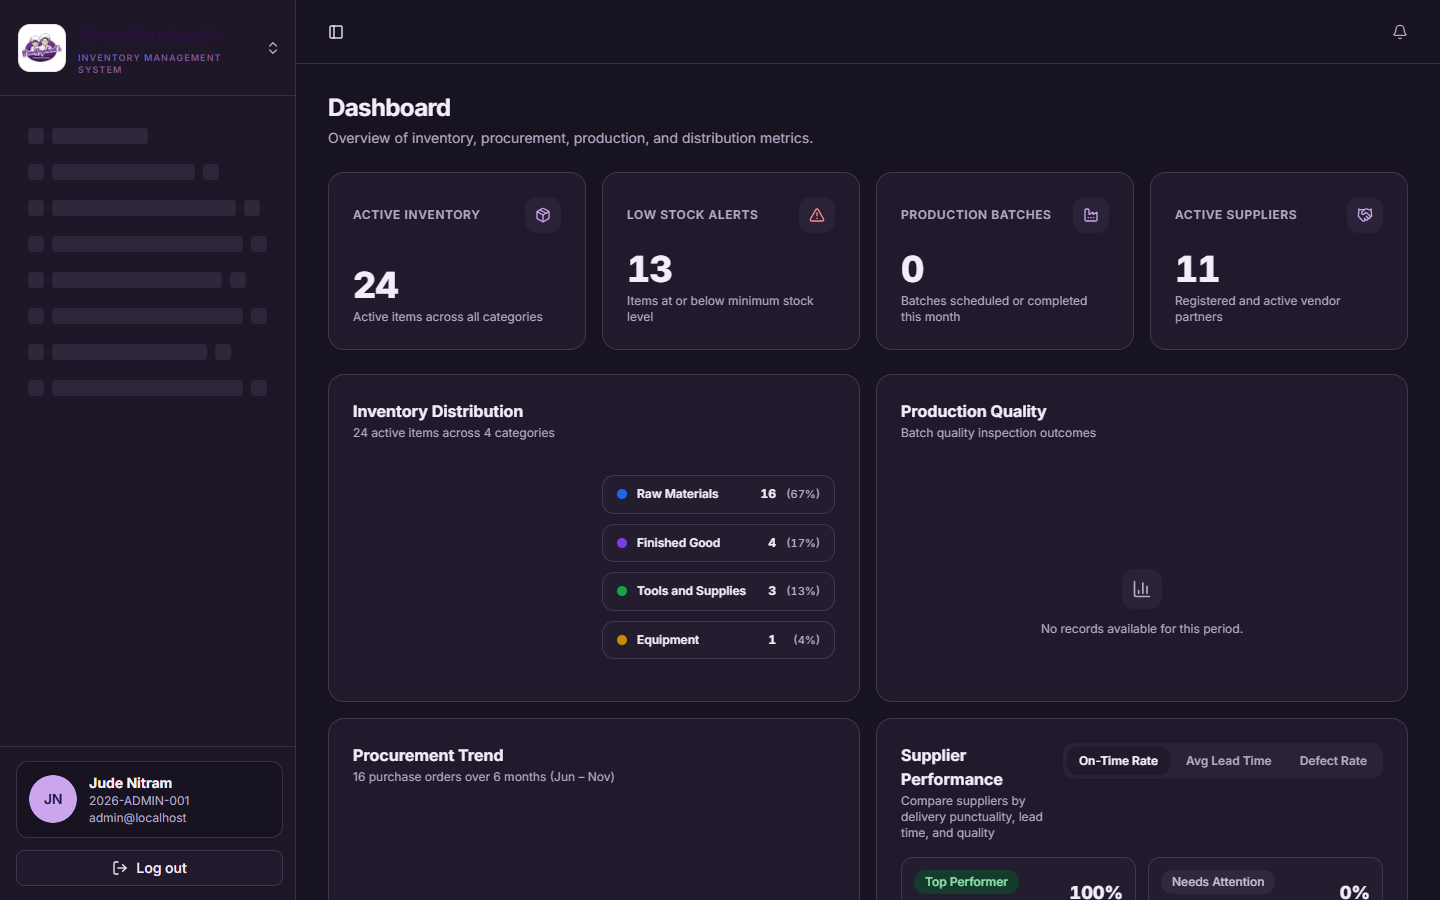 INVENTORY MANAGEMENT
SYSTEM
Dashboard
Overview of inventory, procurement, production, and distribution metrics.
ACTIVE INVENTORY
24
Active items across all categories
LOW STOCK ALERTS
13
Items at or below minimum stock
level
PRODUCTION BATCHES
0
Batches scheduled or completed
this month
ACTIVE SUPPLIERS
11
Registered and active vendor
partners
Inventory Distribution
24 active items across 4 categories
Raw Materials 16 (67%)
Finished Good 4 (17%)
Tools and Supplies 3 (13%)
Equipment 1 (4%)
Production Quality
Batch quality inspection outcomes
No records available for this period.
Procurement Trend
16 purchase orders over 6 months (Jun – Nov)
Supplier
Performance
Compare suppliers by
delivery punctuality, lead
time, and quality
On-Time Rate Avg Lead Time Defect Rate
Top Performer 100%
Needs Attention 0%
JN
Jude Nitram
2026-ADMIN-001
admin@localhost
Log out